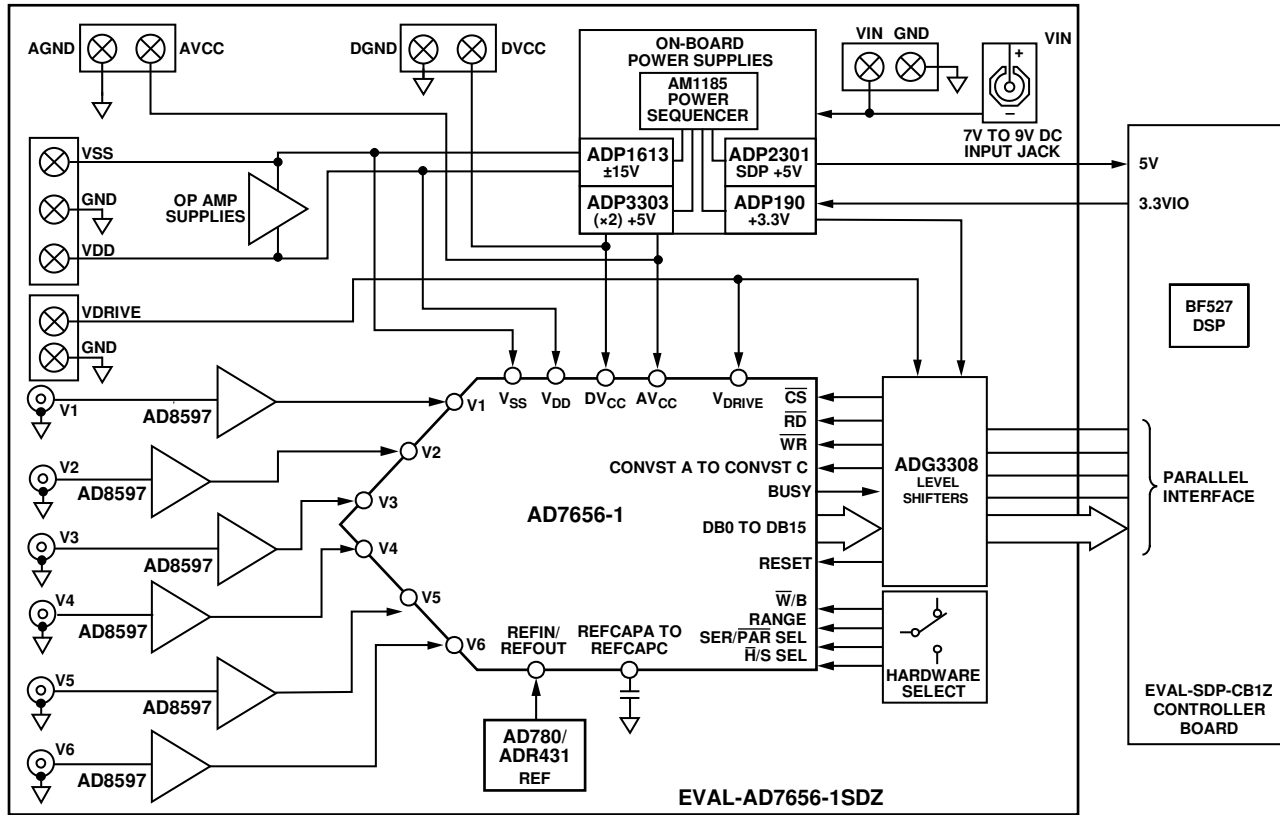 AGND
AVCC
DGND
DVCC
ON-BOARD
POWER SUPPLIES
AM1185
POWER
SEQUENCER
ADP1613
±15V
ADP2301
SDP +5V
ADP3303
(×2) +5V
ADP190
+3.3V
VIN GND
VIN
+
–
7V TO 9V DC
INPUT JACK
VSS
GND
VDD
OP AMP
SUPPLIES
VDRIVE
GND
5V
3.3VIO
BF527
DSP
V1
AD8597
V2
AD8597
V3
AD8597
V4
AD8597
V5
AD8597
V6
AD8597
VSS
VDD
DVCC
AVCC
VDRIVE
V1
V2
V3
V4
V5
V6
AD7656-1
C̅S̅
R̅D̅
W̅R̅
CONVST A TO CONVST C
BUSY
DB0 TO DB15
RESET
W̅/B
RANGE
SER/P̅A̅R̅ SEL
H̅/S SEL
REFIN/
REFOUT
REFCAPA TO
REFCAPC
AD780/
ADR431
REF
ADG3308
LEVEL
SHIFTERS
HARDWARE
SELECT
PARALLEL
INTERFACE
EVAL-SDP-CB1Z
CONTROLLER
BOARD
EVAL-AD7656-1SDZ